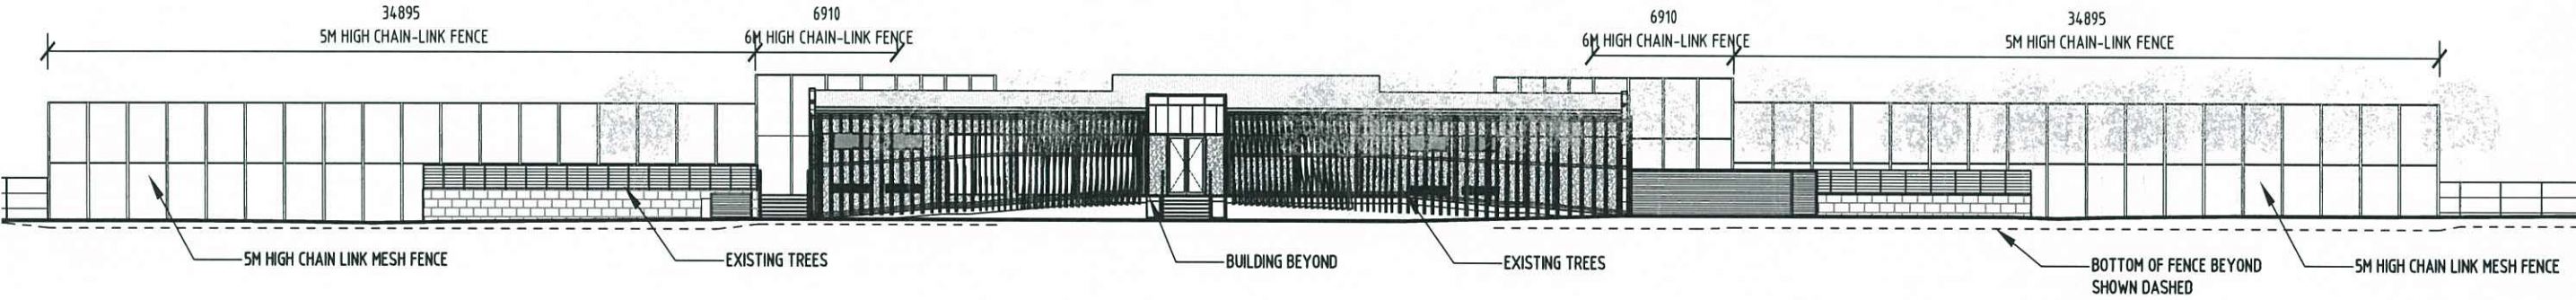 34895
5M HIGH CHAIN-LINK FENCE
6910
6M HIGH CHAIN-LINK FENCE
6910
6M HIGH CHAIN-LINK FENCE
34895
5M HIGH CHAIN-LINK FENCE
5M HIGH CHAIN LINK MESH FENCE
EXISTING TREES
BUILDING BEYOND
EXISTING TREES
BOTTOM OF FENCE BEYOND
SHOWN DASHED
5M HIGH CHAIN LINK MESH FENCE